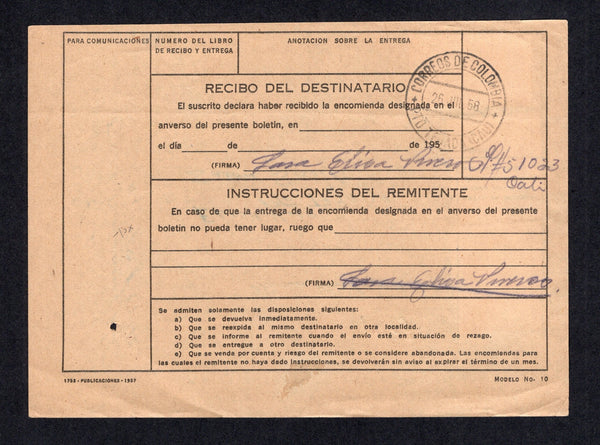 PARA COMUNICACIONES
NUMERO DEL LIBRO
DE RECIBO Y ENTREGA
ANOTACION SOBRE LA ENTREGA
CORREOS DE COLOMBIA
RECIBO DEL DESTINATARIO
El suscrito declara haber recibido la encomienda designada en el
anverso del presente boletin, en
el día de de 195
(FIRMA) Elisa 51023
Cali
INSTRUCCIONES DEL REMITENTE
En caso de que la entrega de la encomienda designada en el anverso del presente
boletin no pueda tener lugar, ruego que
(FIRMA)
Se admiten solamente las disposiciones siguientes:
a) Que se devuelva inmediatamente.
b) Que se reexpida al mismo destinatario en otra localidad.
c) Que se informe al remitente cuando el envío esté en situación de rezago.
d) Que se entregue a otro destinatario.
e) Que se venda por cuenta y riesgo del remitente o se considere abandonada. Las encomiendas para
las cuales el remitente no haya dado instrucciones, se devolverán sin aviso al expirar el término de un mes.
1753 - PUBLICACIONES - 1957
MODELO No. 10